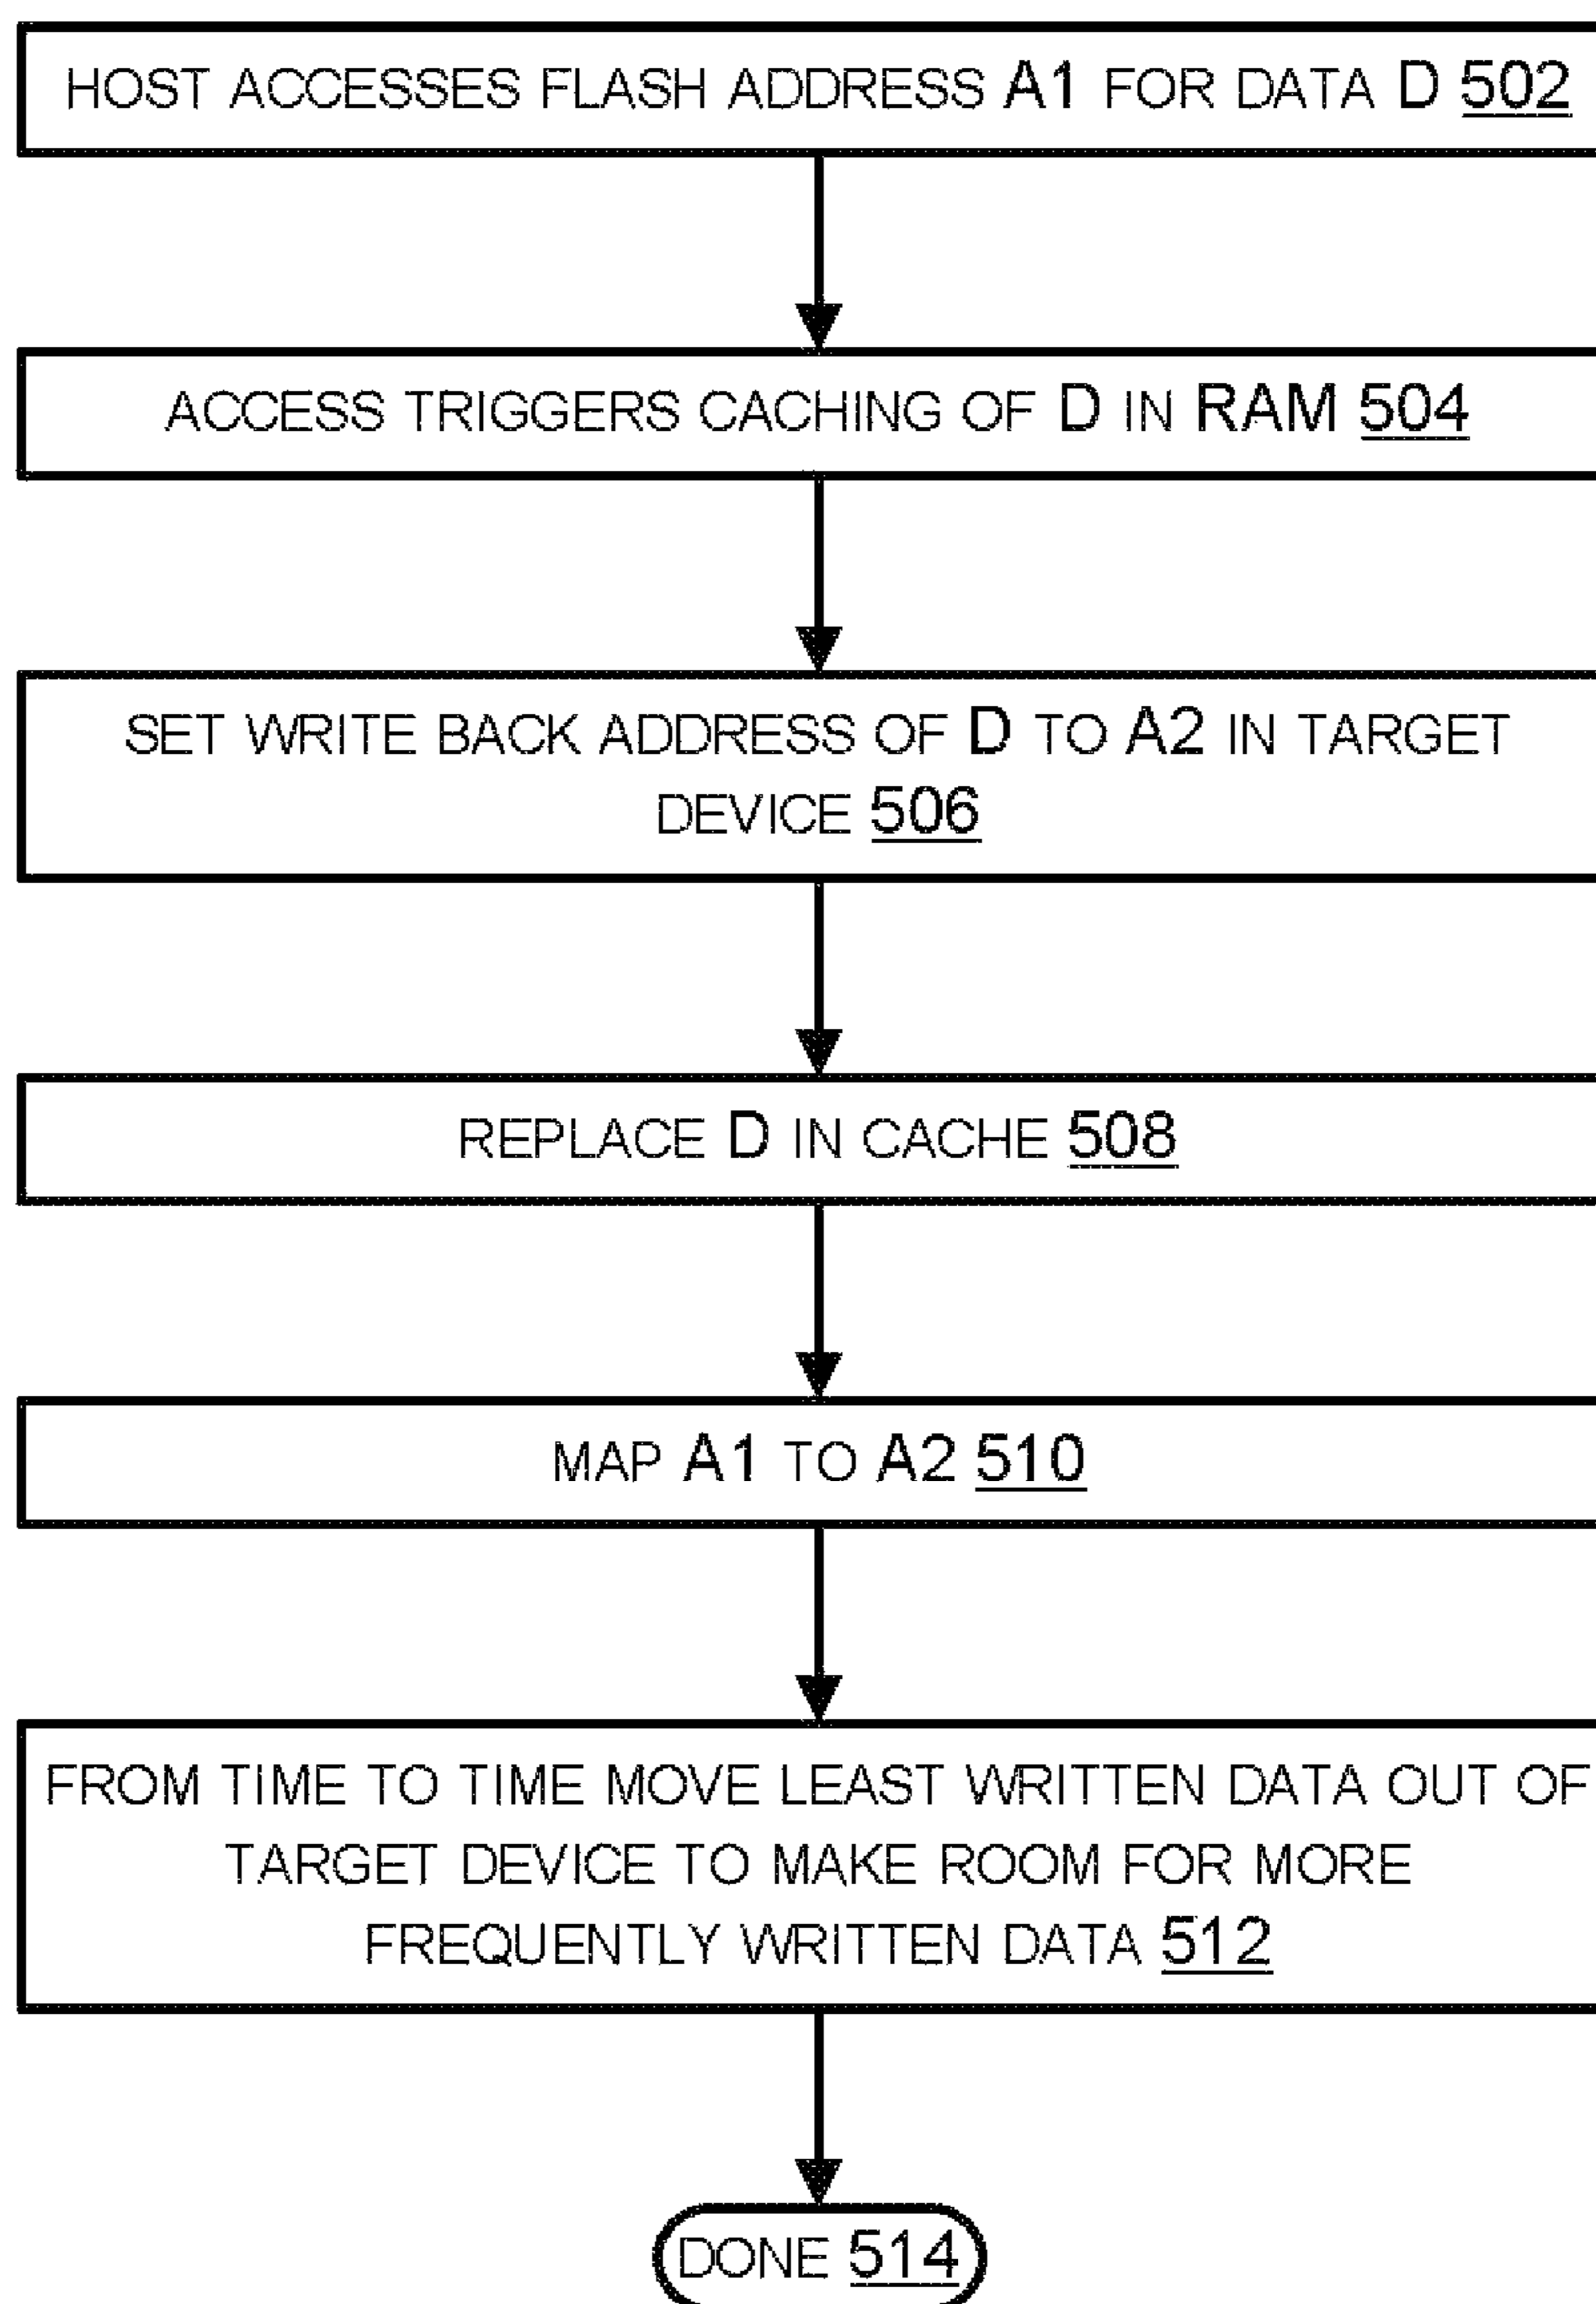 HOST ACCESSES FLASH ADDRESS A1 FOR DATA D 502
ACCESS TRIGGERS CACHING OF D IN RAM 504
SET WRITE BACK ADDRESS OF D TO A2 IN TARGET
DEVICE 506
REPLACE D IN CACHE 508
MAP A1 TO A2 510
FROM TIME TO TIME MOVE LEAST WRITTEN DATA OUT OF
TARGET DEVICE TO MAKE ROOM FOR MORE
FREQUENTLY WRITTEN DATA 512
DONE 514